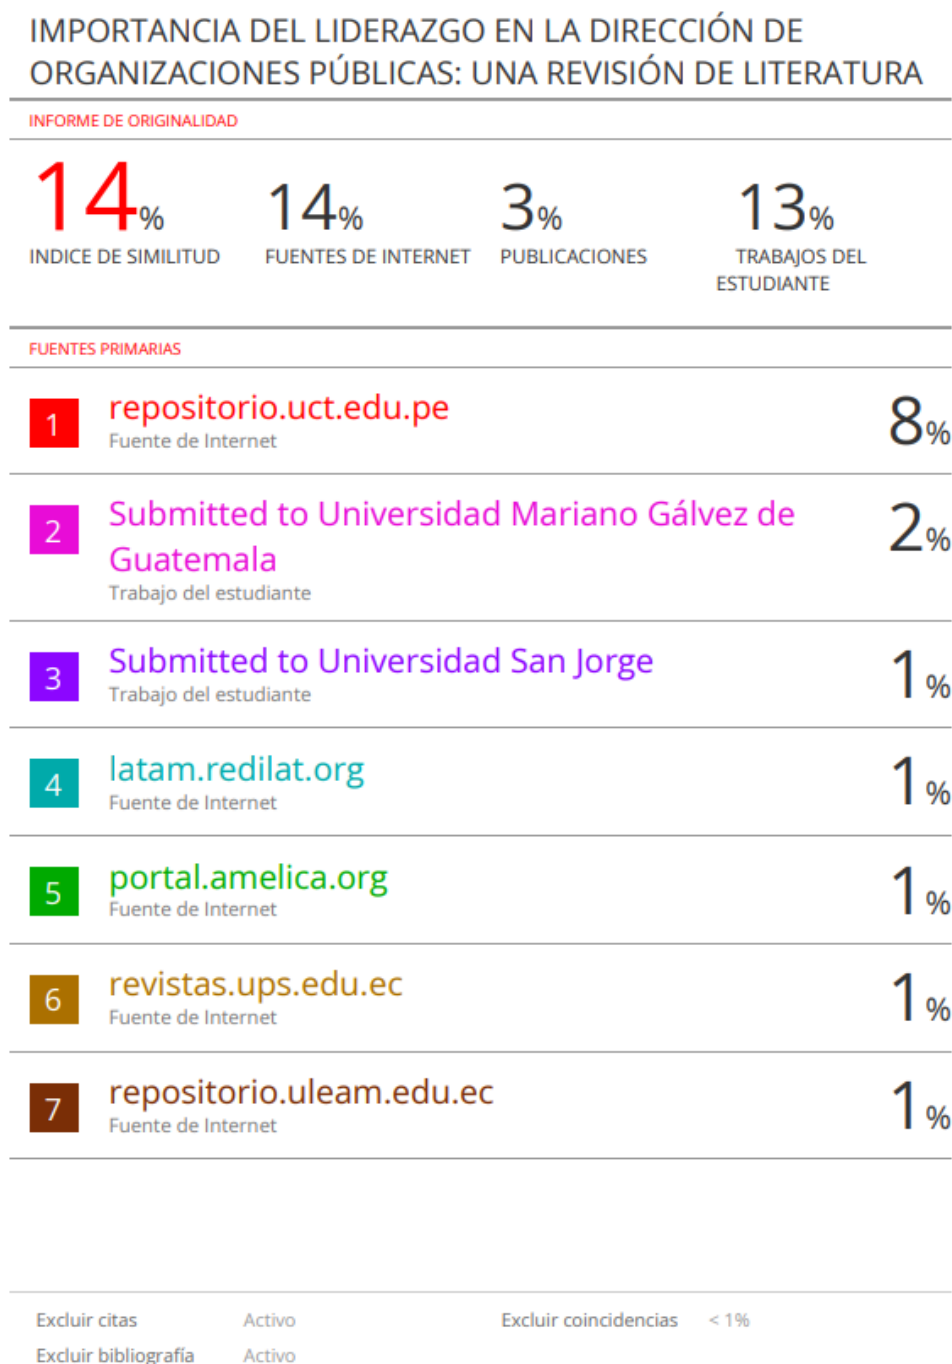 IMPORTANCIA DEL LIDERAZGO EN LA DIRECCIÓN DE
ORGANIZACIONES PÚBLICAS: UNA REVISIÓN DE LITERATURA
INFORME DE ORIGINALIDAD
14%
INDICE DE SIMILITUD
14%
FUENTES DE INTERNET
3%
PUBLICACIONES
13%
TRABAJOS DEL
ESTUDIANTE
FUENTES PRIMARIAS
1 repositorio.uct.edu.pe 8%
Fuente de Internet
2 Submitted to Universidad Mariano Gálvez de 2%
Guatemala
Trabajo del estudiante
3 Submitted to Universidad San Jorge 1%
Trabajo del estudiante
4 latam.redilat.org 1%
Fuente de Internet
5 portal.amelica.org 1%
Fuente de Internet
6 revistas.ups.edu.ec 1%
Fuente de Internet
7 repositorio.uleam.edu.ec 1%
Fuente de Internet
Excluir citas Activo Excluir coincidencias < 1%
Excluir bibliografía Activo